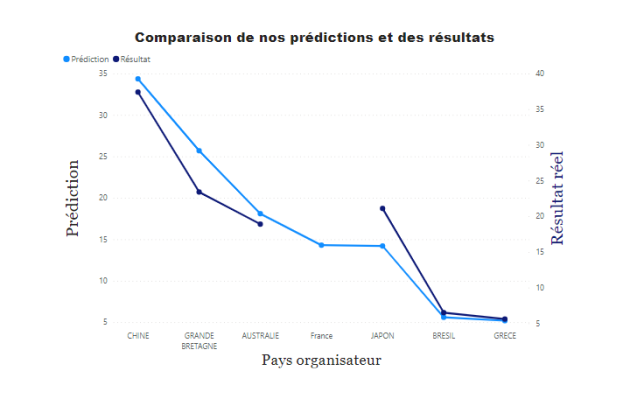 Comparaison de nos prédictions et des résultats
Prédiction Résultat
35
30
25
20
15
10
5
40
35
30
25
20
15
10
5
Prédiction
Résultat réel
CHINE
GRANDE
BRETAGNE
AUSTRALIE
France
JAPON
BRESIL
GRECE
Pays organisateur